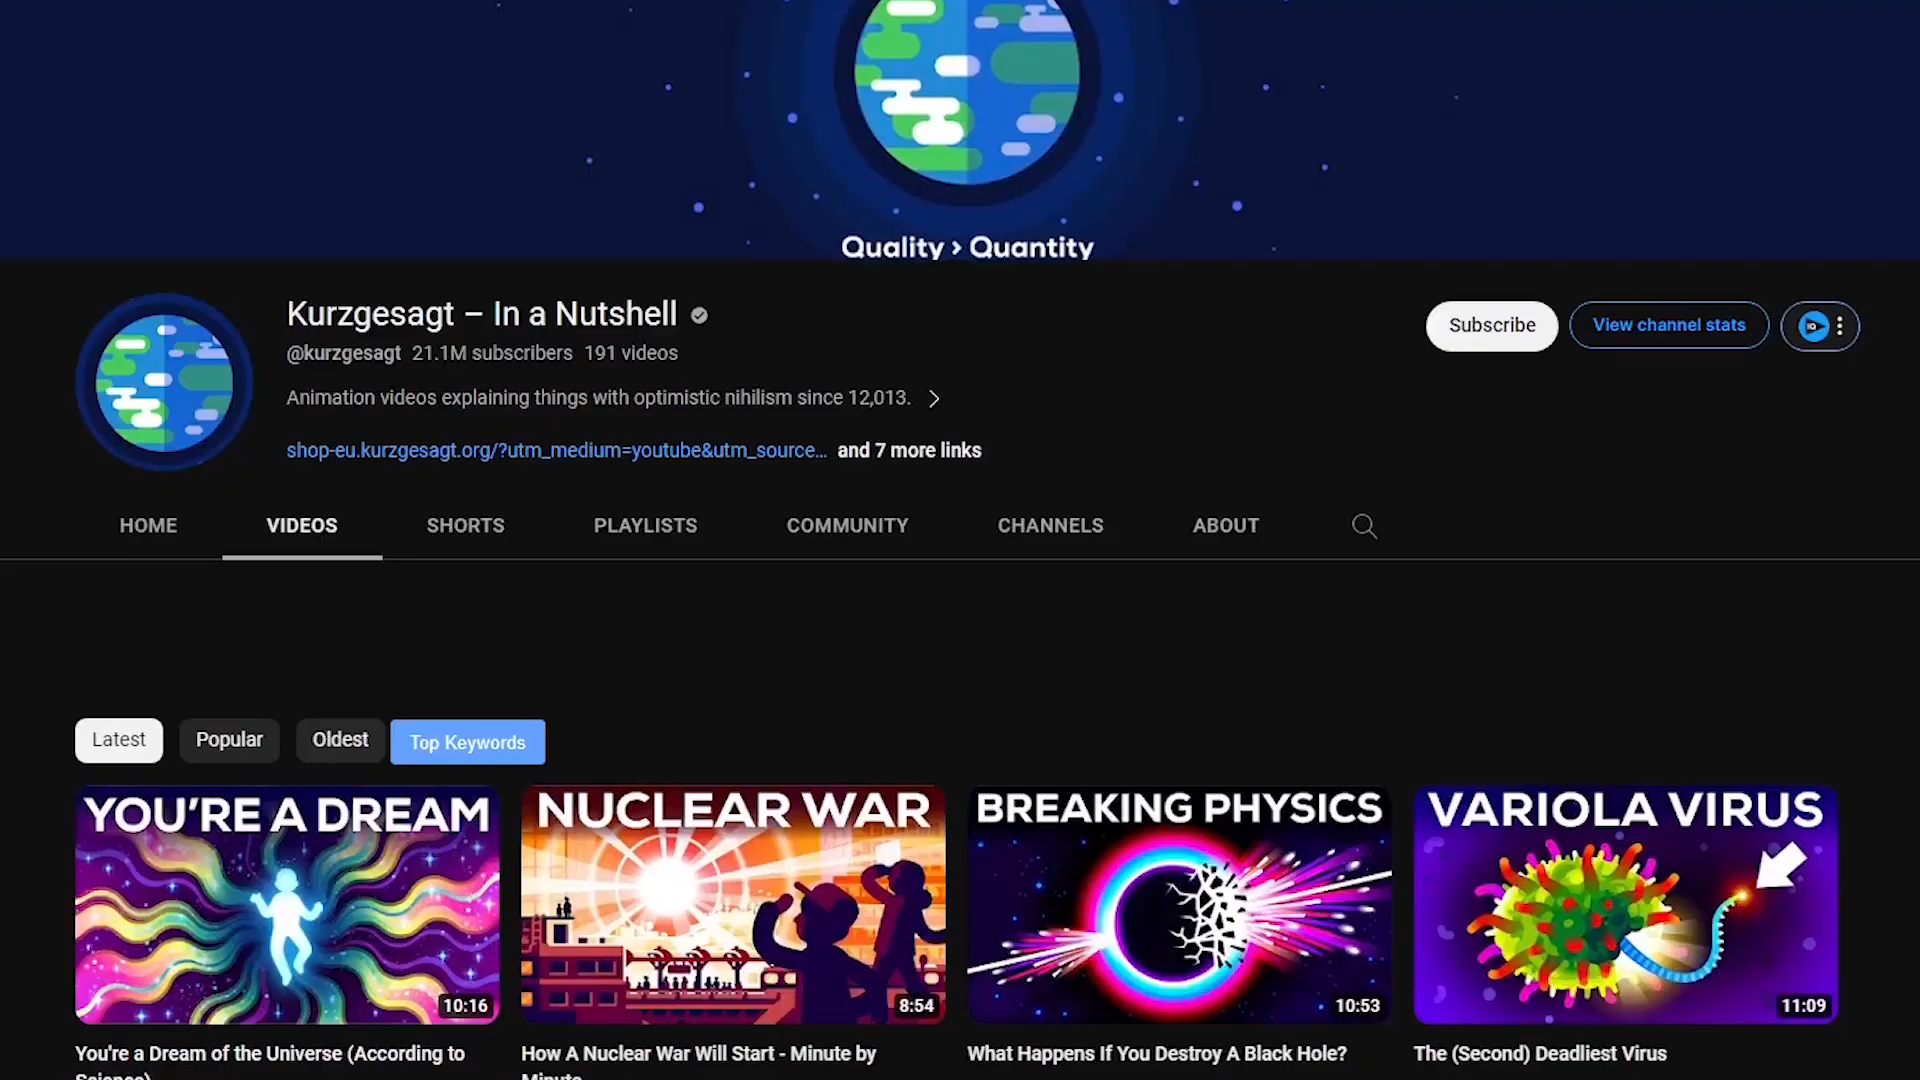 Quality > Quantity
Kurzgesagt – In a Nutshell
@kurzgesagt 21.1M subscribers 191 videos
Subscribe
View channel stats
IQ
Animation videos explaining things with optimistic nihilism since 12,013.
shop-eu.kurzgesagt.org/?utm_medium=youtube&utm_source... and 7 more links
HOME
VIDEOS
SHORTS
PLAYLISTS
COMMUNITY
CHANNELS
ABOUT
Latest
Popular
Oldest
Top Keywords
YOU'RE A DREAM
10:16
NUCLEAR WAR
8:54
BREAKING PHYSICS
10:53
VARIOLA VIRUS
11:09
You're a Dream of the Universe (According to
Science)
How A Nuclear War Will Start - Minute by
Minute
What Happens If You Destroy A Black Hole?
The (Second) Deadliest Virus